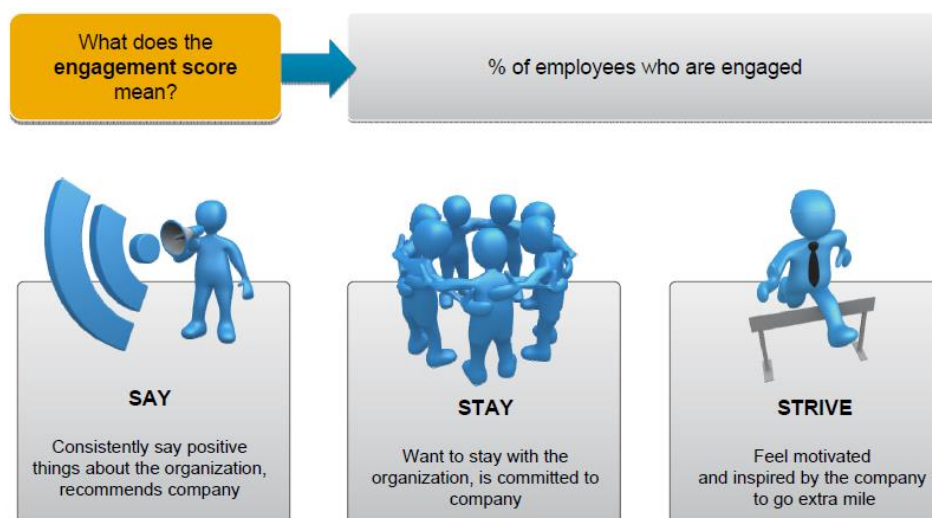 What does the
engagement score
mean?
% of employees who are engaged
SAY
Consistently say positive
things about the organization,
recommends company
STAY
Want to stay with the
organization, is committed to
company
STRIVE
Feel motivated
and inspired by the company
to go extra mile